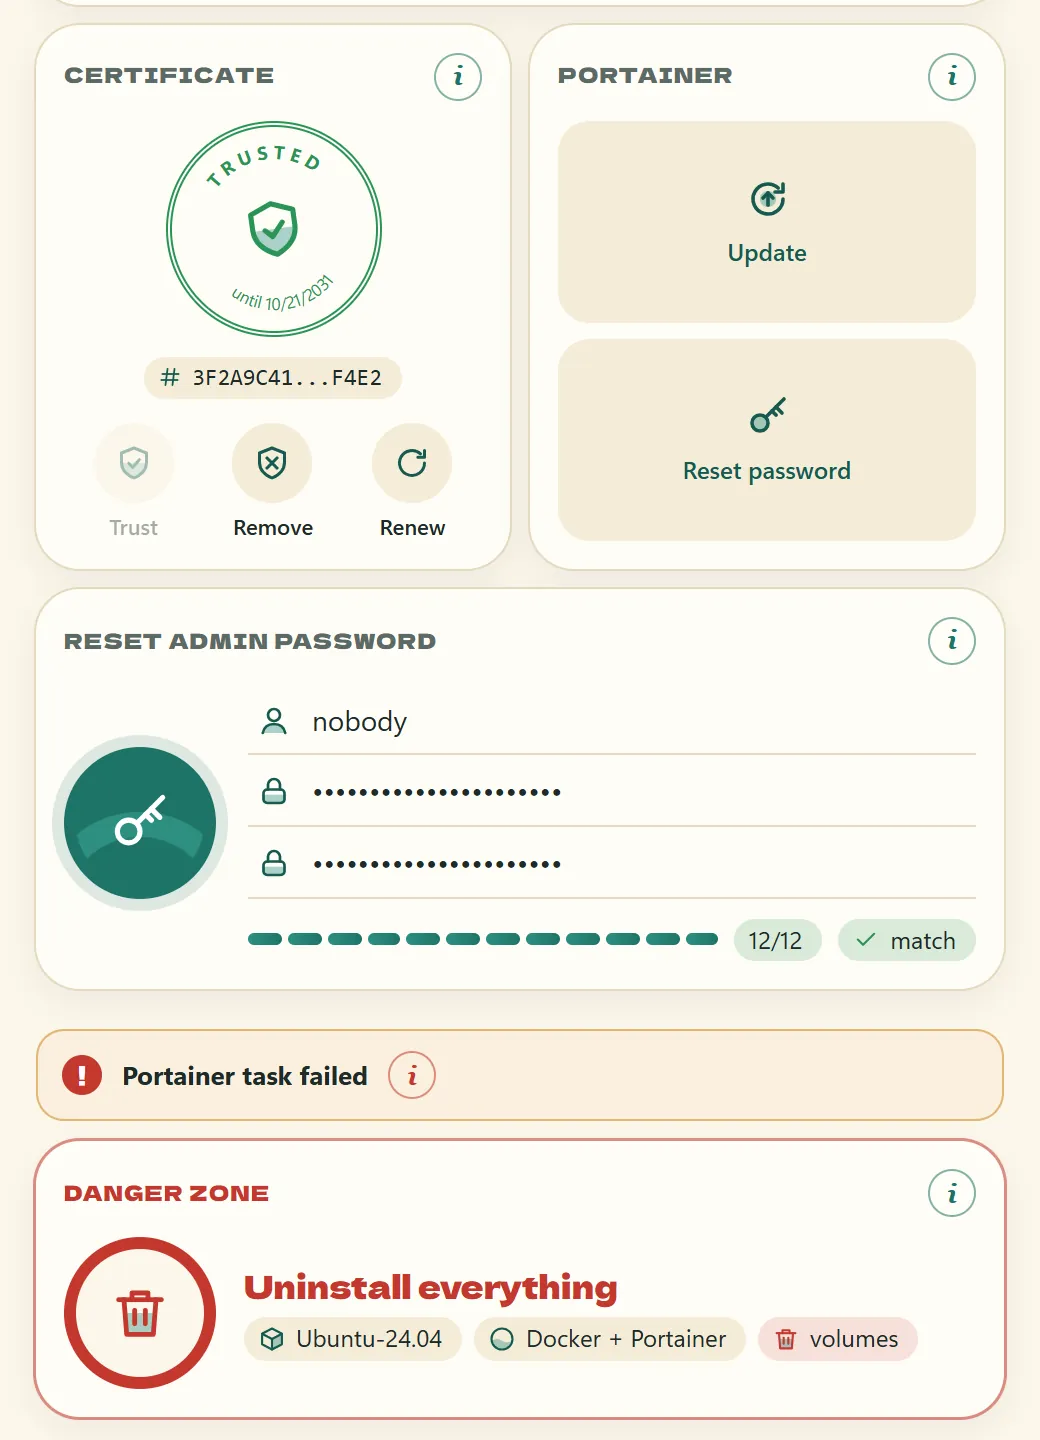 CERTIFICATE
i
TRUSTED
until 10/21/2031
# 3F2A9C41...F4E2
Trust
Remove
Renew
PORTAINER
i
Update
Reset password
RESET ADMIN PASSWORD
i
nobody
••••••••••••••••••••••
••••••••••••••••••••••
12/12
match
! Portainer task failed i
DANGER ZONE
i
Uninstall everything
Ubuntu-24.04
Docker + Portainer
volumes